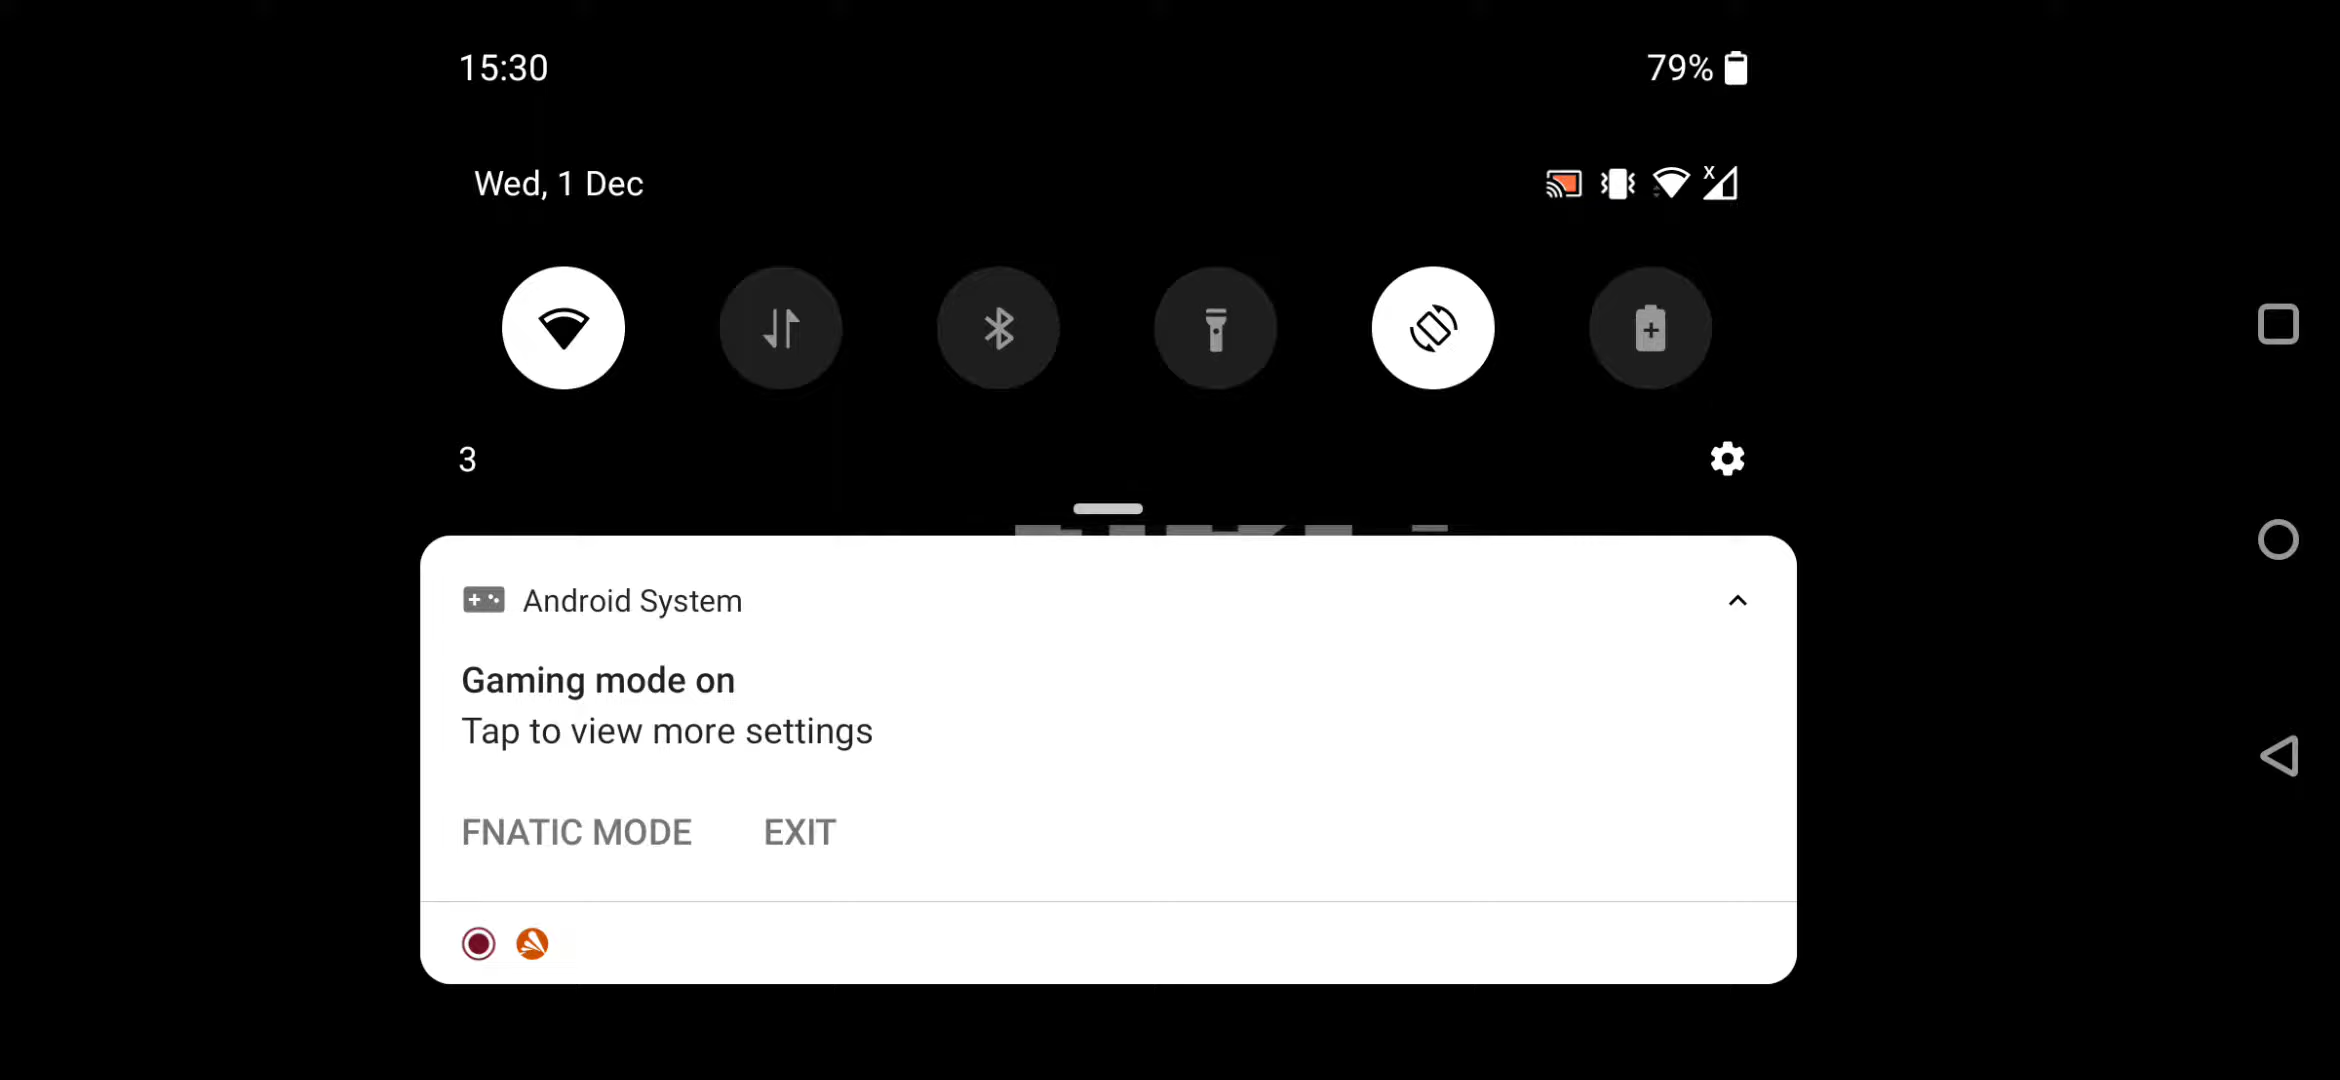 15:30
79%
Wed, 1 Dec
3
Android System
Gaming mode on
Tap to view more settings
FNATIC MODE EXIT